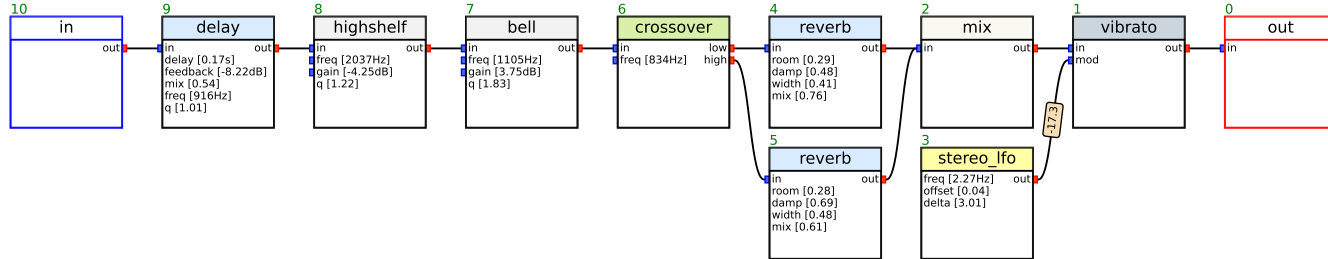 10
in
out
9
delay
in out
delay [0.17s]
feedback [-8.22dB]
mix [0.54]
freq [916Hz]
q [1.01]
8
highshelf
in out
freq [2037Hz]
gain [-4.25dB]
q [1.22]
7
bell
in out
freq [1105Hz]
gain [3.75dB]
q [1.83]
6
crossover
in low
freq [834Hz] high
4
reverb
in out
room [0.29]
damp [0.48]
width [0.41]
mix [0.76]
2
mix
in out
1
vibrato
in out
mod
0
out
in
-17.3
5
reverb
in out
room [0.28]
damp [0.69]
width [0.48]
mix [0.61]
3
stereo_lfo
freq [2.27Hz] out
offset [0.04]
delta [3.01]